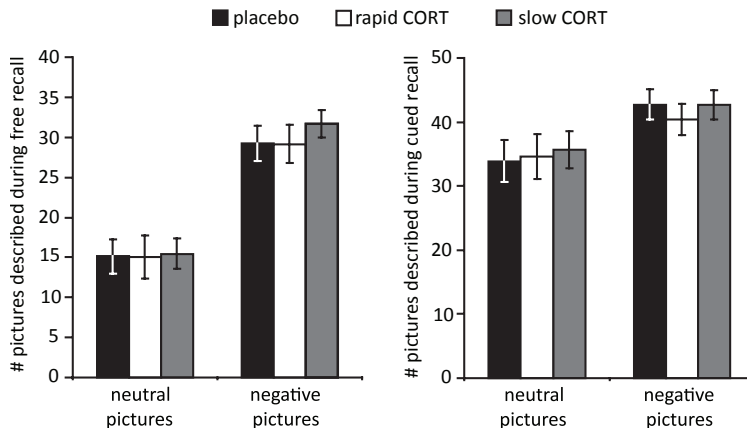 placebo rapid CORT slow CORT
# pictures described during free recall
40
35
30
25
20
15
10
5
0
neutral pictures
negative pictures
# pictures described during cued recall
50
40
30
20
10
0
neutral pictures
negative pictures